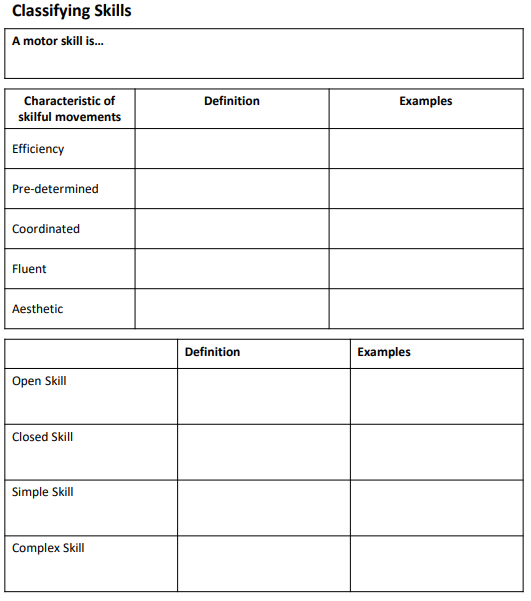 Classifying Skills
A motor skill is…
Characteristic of
skilful movements
Definition
Examples
Efficiency
Pre-determined
Coordinated
Fluent
Aesthetic
Definition
Examples
Open Skill
Closed Skill
Simple Skill
Complex Skill